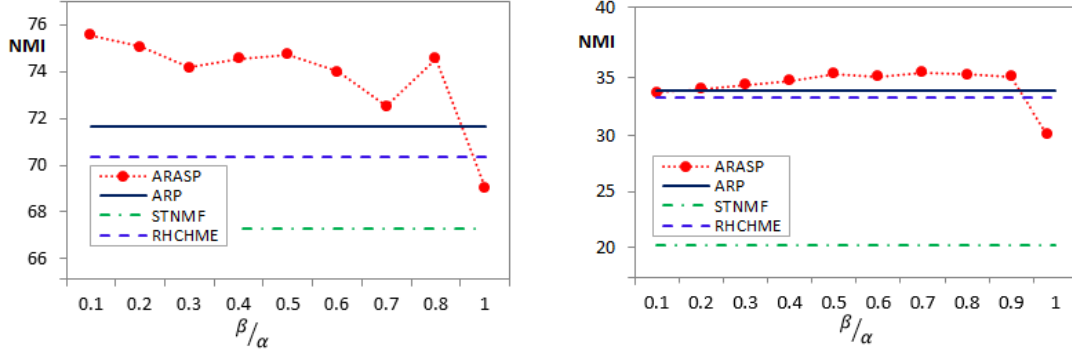 76
NMI
74
72
70
68
66
ARASP
ARP
STNMF
RHCHME
0.1 0.2 0.3 0.4 0.5 0.6 0.7 0.8 1
β/α
40
NMI
35
30
25
20
ARASP
ARP
STNMF
RHCHME
0.1 0.2 0.3 0.4 0.5 0.6 0.7 0.8 0.9 1
β/α